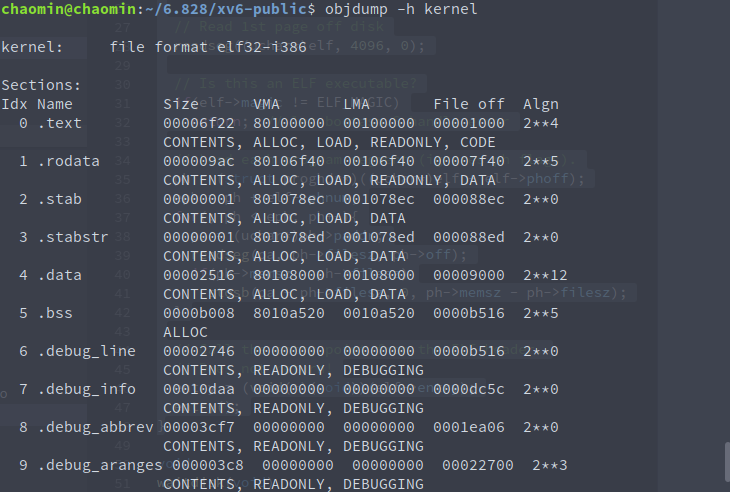 chaomin@chaomin:~/6.828/xv6-public$ objdump -h kernel
kernel:     file format elf32-i386
Sections:
Idx Name          Size      VMA       LMA       File off  Algn
  0 .text         00006f22  80100000  00100000  00001000  2**4
                  CONTENTS, ALLOC, LOAD, READONLY, CODE
  1 .rodata       000009ac  80106f40  00106f40  00007f40  2**5
                  CONTENTS, ALLOC, LOAD, READONLY, DATA
  2 .stab         00000001  801078ec  001078ec  000088ec  2**0
                  CONTENTS, ALLOC, LOAD, DATA
  3 .stabstr      00000001  801078ed  001078ed  000088ed  2**0
                  CONTENTS, ALLOC, LOAD, DATA
  4 .data         00002516  80108000  00108000  00009000  2**12
                  CONTENTS, ALLOC, LOAD, DATA
  5 .bss          0000b008  8010a520  0010a520  0000b516  2**5
                  ALLOC
  6 .debug_line   00002746  00000000  00000000  0000b516  2**0
                  CONTENTS, READONLY, DEBUGGING
  7 .debug_info   00010daa  00000000  00000000  0000dc5c  2**0
                  CONTENTS, READONLY, DEBUGGING
  8 .debug_abbrev 00003cf7  00000000  00000000  0001ea06  2**0
                  CONTENTS, READONLY, DEBUGGING
  9 .debug_aranges 000003c8  00000000  00000000  00022700  2**3
                  CONTENTS, READONLY, DEBUGGING